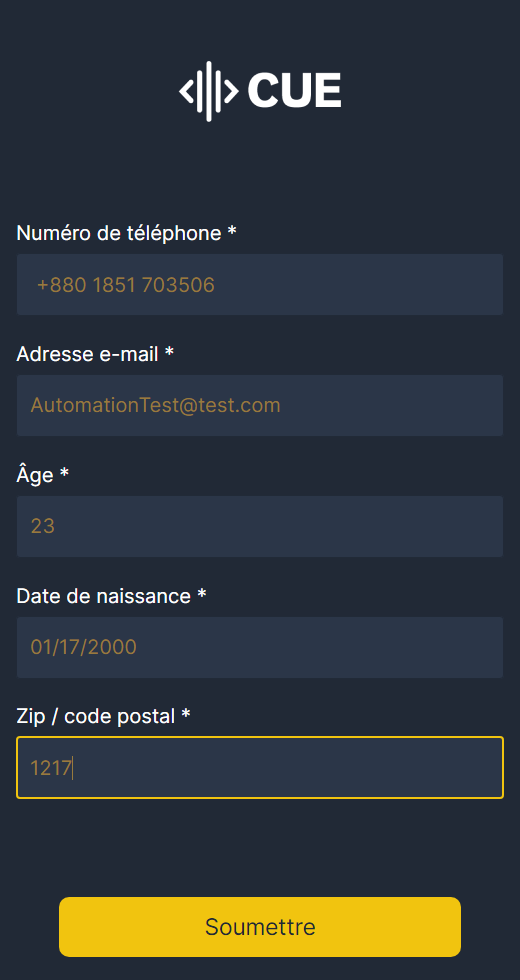 CUE
Numéro de téléphone *
+880 1851 703506
Adresse e-mail *
AutomationTest@test.com
Âge *
23
Date de naissance *
01/17/2000
Zip / code postal *
1217
Soumettre